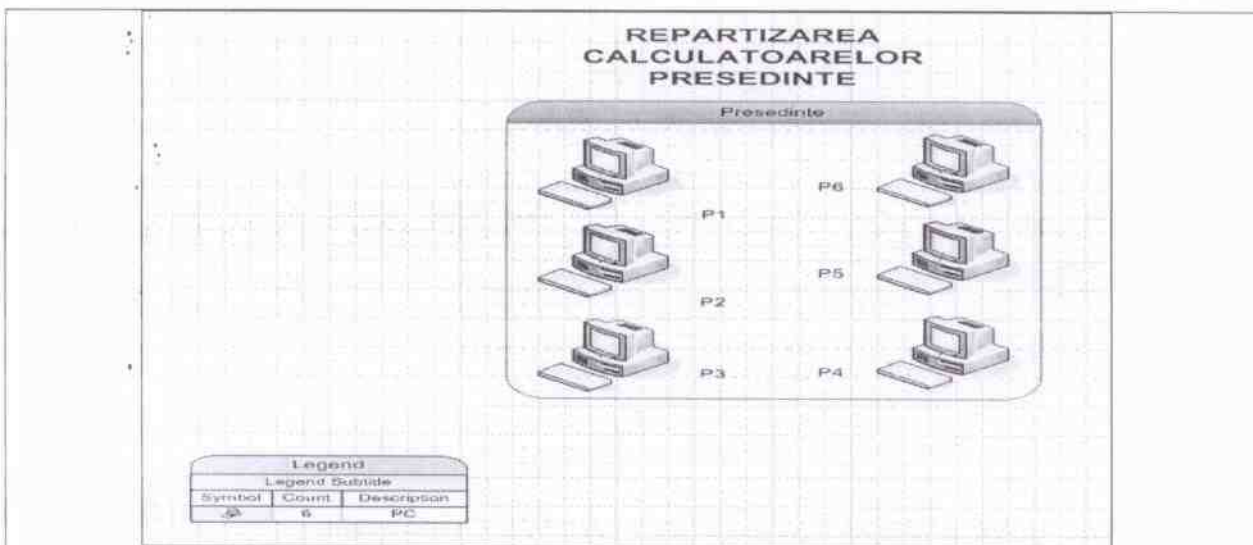 REPARTIZAREA
CALCULATOARELOR
PRESEDINTE
Presedinte
P1
P6
P2
P5
P3
P4
Legend
Legend Subtitle
Symbol Count Description
6 PC